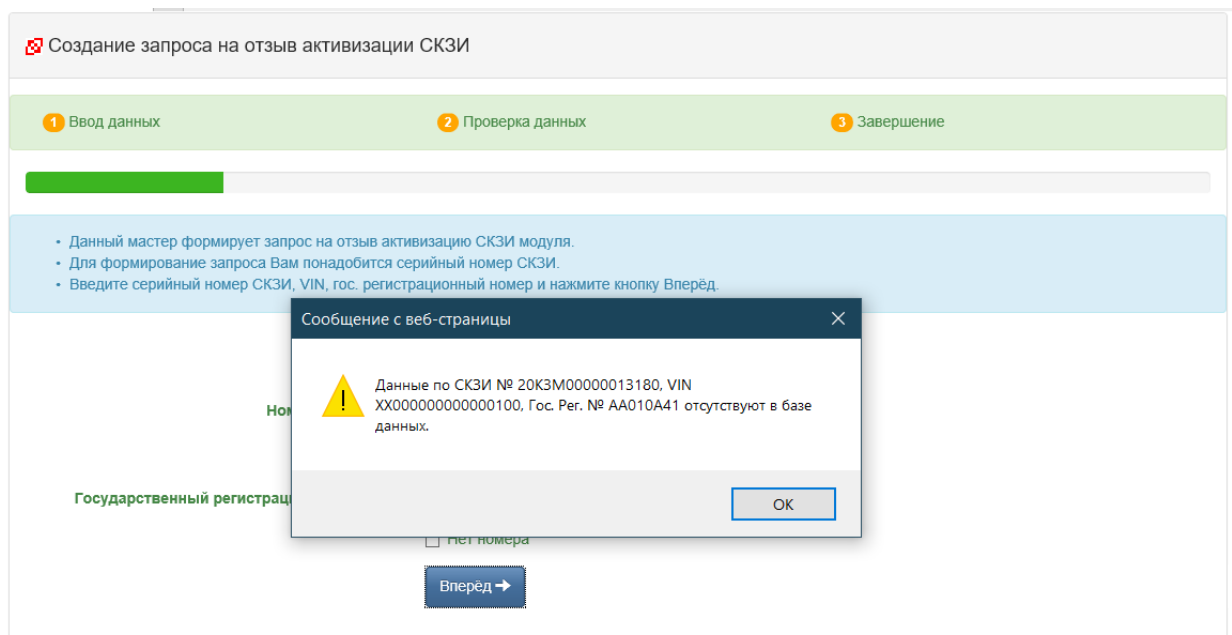 Создание запроса на отзыв активизации СКЗИ
1 Ввод данных
2 Проверка данных
3 Завершение
• Данный мастер формирует запрос на отзыв активизацию СКЗИ модуля.
• Для формирование запроса Вам понадобится серийный номер СКЗИ.
• Введите серийный номер СКЗИ, VIN, гос. регистрационный номер и нажмите кнопку Вперёд.
Сообщение с веб-страницы
Данные по СКЗИ № 20КЗМ00000013180, VIN
XX000000000000100, Гос. Рег. № АА010А41 отсутствуют в базе
данных.
Государственный
ОК
Нет номера
Вперёд